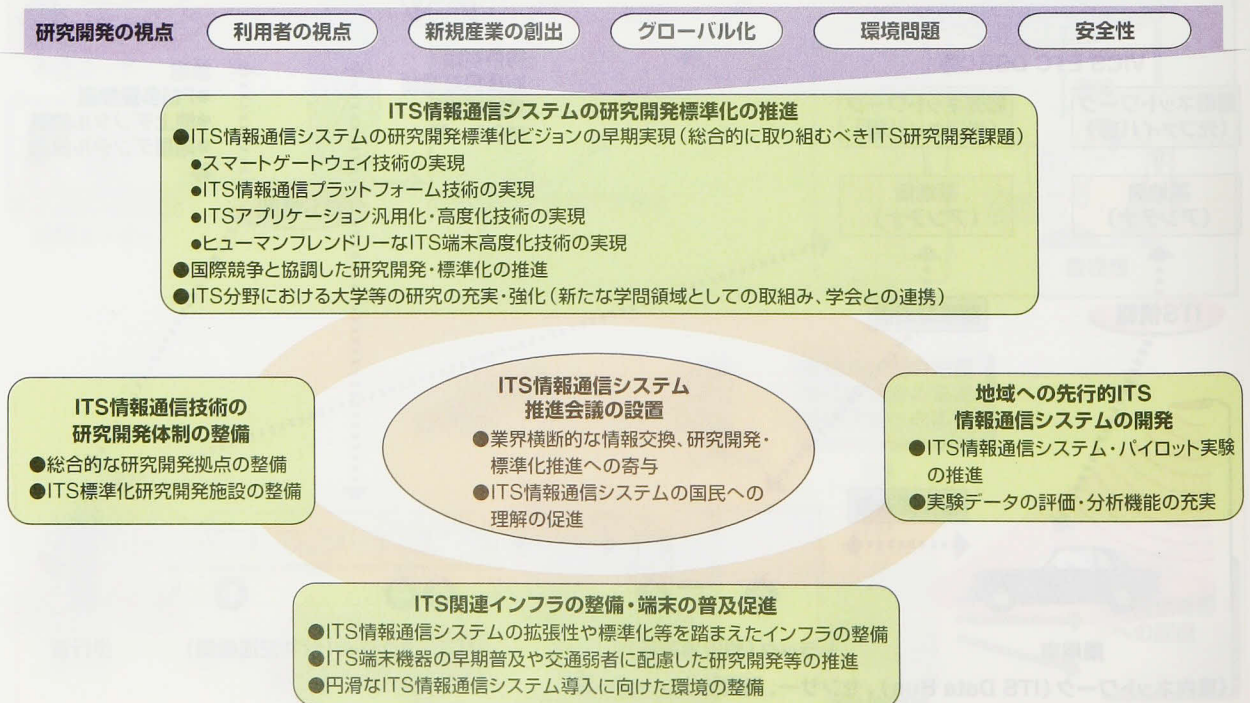 研究開発の視点
利用者の視点
新規産業の創出
グローバル化
環境問題
安全性
ITS情報通信システムの研究開発標準化の推進
●ITS情報通信システムの研究開発標準化ビジョンの早期実現（総合的に取り組むべきITS研究開発課題）
●スマートゲートウェイ技術の実現
●ITS情報通信プラットフォーム技術の実現
●ITSアプリケーション汎用化・高度化技術の実現
●ヒューマンフレンドリーなITS端末高度化技術の実現
●国際競争と協調した研究開発・標準化の推進
●ITS分野における大学等の研究の充実・強化（新たな学問領域としての取組み、学会との連携）
ITS情報通信技術の
研究開発体制の整備
●総合的な研究開発拠点の整備
●ITS標準化研究開発施設の整備
ITS情報通信システム
推進会議の設置
●業界横断的な情報交換、研究開発・
標準化推進への寄与
●ITS情報通信システムの国民への
理解の促進
地域への先行的ITS
情報通信システムの開発
●ITS情報通信システム・パイロット実験
の推進
●実験データの評価・分析機能の充実
ITS関連インフラの整備・端末の普及促進
●ITS情報通信システムの拡張性や標準化等を踏まえたインフラの整備
●ITS端末機器の早期普及や交通弱者に配慮した研究開発等の推進
●円滑なITS情報通信システム導入に向けた環境の整備